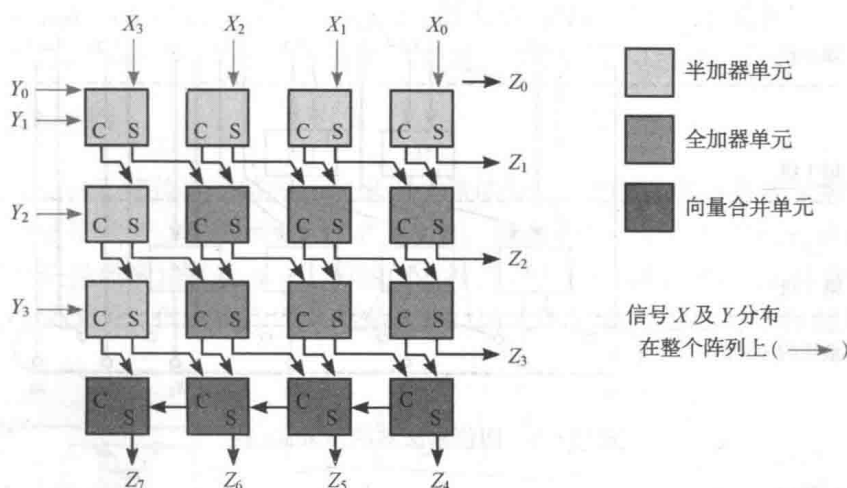 X₃ X₂ X₁ X₀
Y₀
Z₀
半加器单元
Y₁
C S C S C S C S
Z₁
全加器单元
Y₂
C S C S C S C S
向量合并单元
Z₂
Y₃
C S C S C S C S
信号 X 及 Y 分布
在整个阵列上( )
Z₃
C S C S C S C S
Z₇ Z₆ Z₅ Z₄